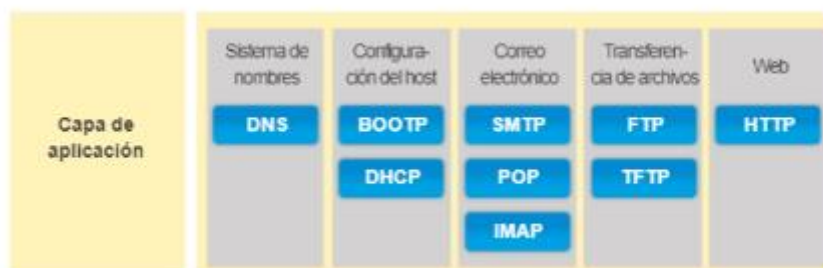 Capa de
aplicación
Sistema de
nombres
DNS
Configura-
ción del host
BOOTP
DHCP
Correo
electrónico
SMTP
POP
IMAP
Transferen-
cia de archivos
FTP
TFTP
Web
HTTP